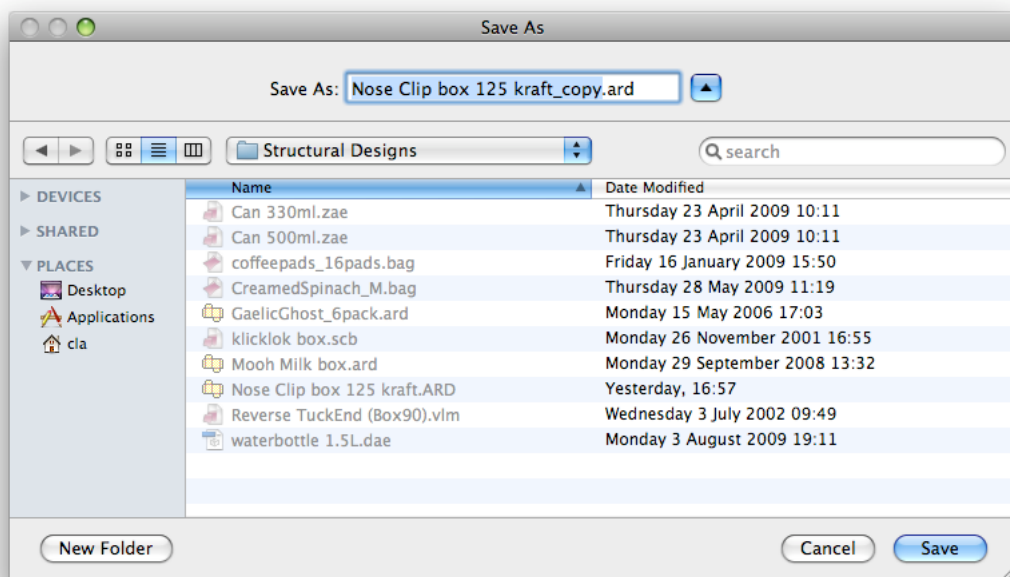 Save As
Save As: Nose Clip box 125 kraft_copy.ard
Structural Designs
search
DEVICES
SHARED
PLACES
Desktop
Applications
cla
Name Date Modified
Can 330ml.zae Thursday 23 April 2009 10:11
Can 500ml.zae Thursday 23 April 2009 10:11
coffeepads_16pads.bag Friday 16 January 2009 15:50
CreamedSpinach_M.bag Thursday 28 May 2009 11:19
GaelicGhost_6pack.ard Monday 15 May 2006 17:03
klicklok box.scb Monday 26 November 2001 16:55
Mooh Milk box.ard Monday 29 September 2008 13:32
Nose Clip box 125 kraft.ARD Yesterday, 16:57
Reverse TuckEnd (Box90).vlm Wednesday 3 July 2002 09:49
waterbottle 1.5L.dae Monday 3 August 2009 19:11
New Folder Cancel Save